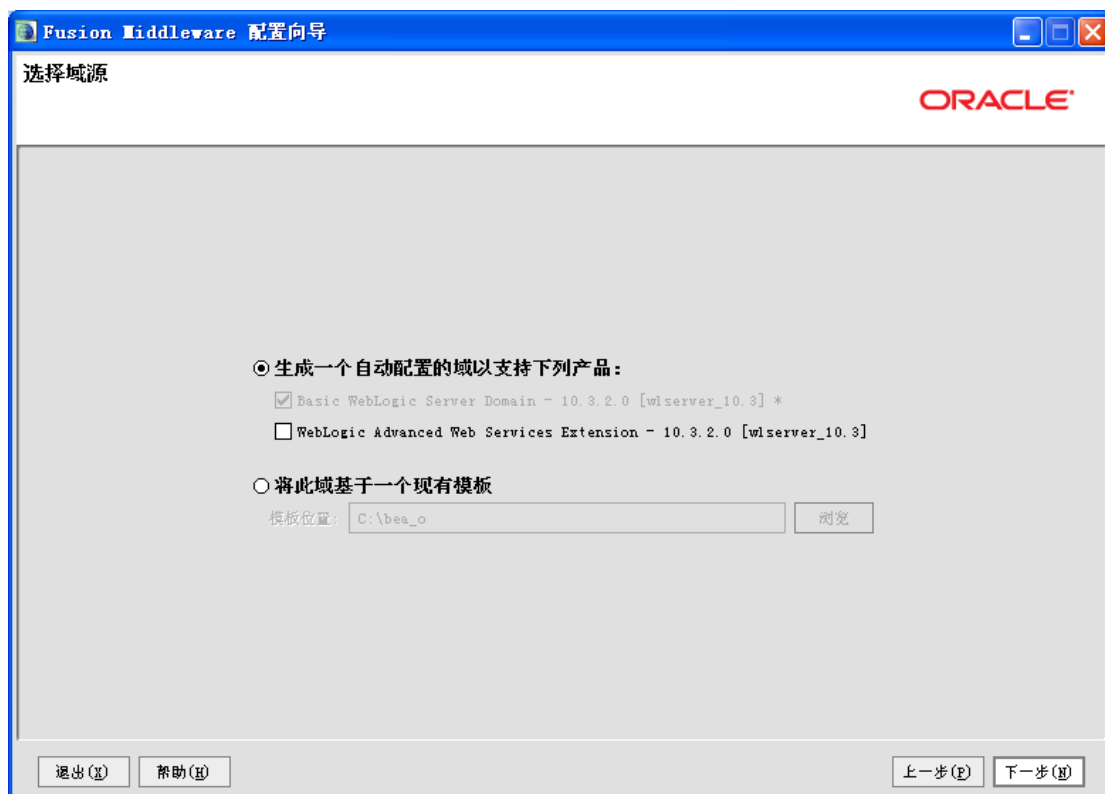 Fusion Middleware 配置向导
选择域源
ORACLE
生成一个自动配置的域以支持下列产品:
Basic WebLogic Server Domain - 10.3.2.0 [wlserver_10.3] *
WebLogic Advanced Web Services Extension - 10.3.2.0 [wlserver_10.3]
将此域基于一个现有模板
模板位置: C:\bea_o 浏览
退出(X) 帮助(H) 上一步(P) 下一步(N)